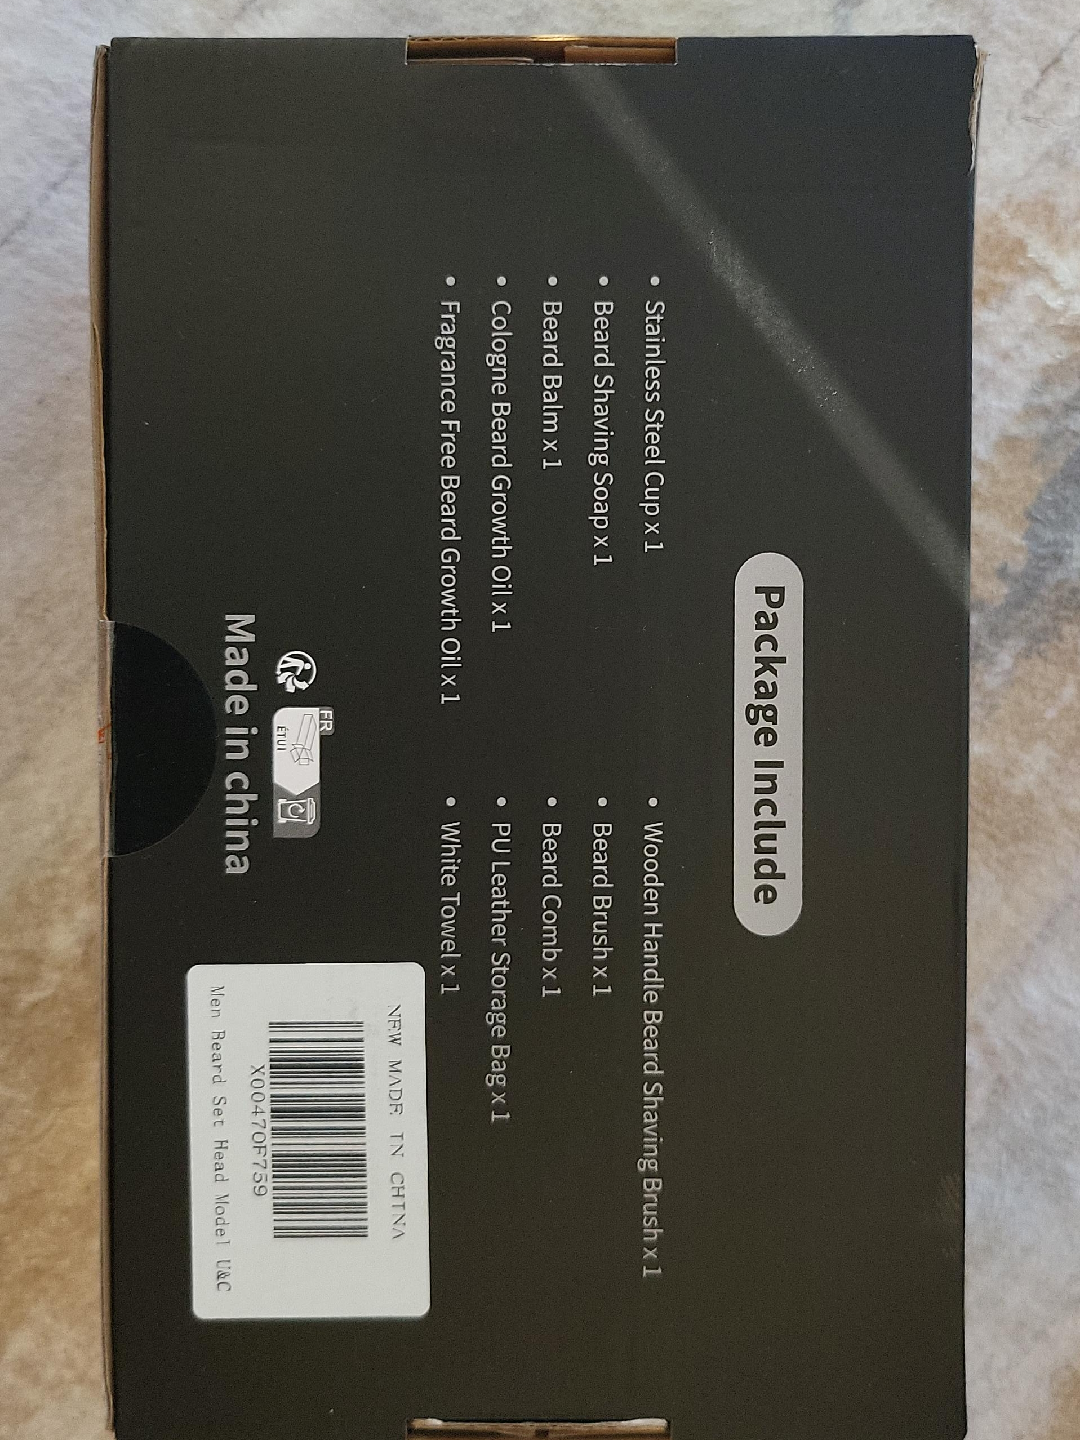 Package Include
• Stainless Steel Cup x 1
• Beard Shaving Soap x 1
• Beard Balm x 1
• Cologne Beard Growth Oil x 1
• Fragrance Free Beard Growth Oil x 1
• Wooden Handle Beard Shaving Brush x 1
• Beard Brush x 1
• Beard Comb x 1
• PU Leather Storage Bag x 1
• White Towel x 1
FR
ÉTUI
Made in china
NEW MADE IN CHINA
X0047OF759
Men Beard Set Head Model U&C